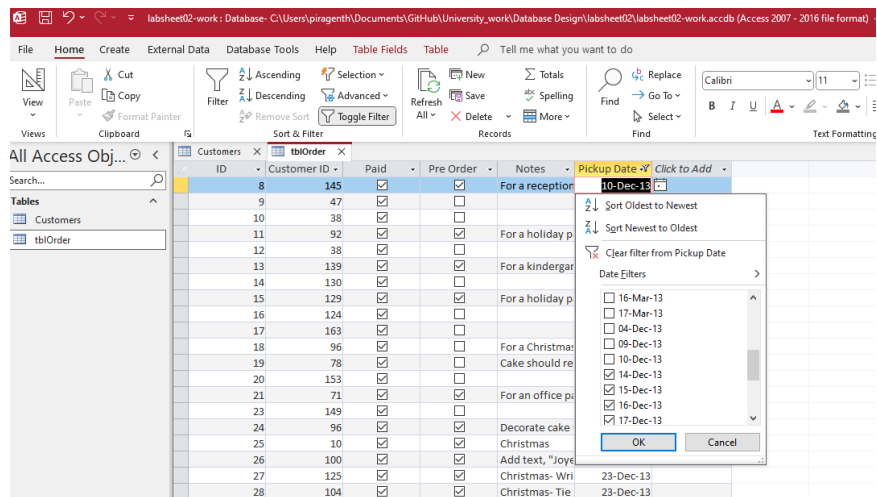 labsheet02-work : Database- C:\Users\piragenth\Documents\GitHub\University_work\Database Design\labsheet02\labsheet02-work.accdb (Access 2007 - 2016 file format)
File Home Create External Data Database Tools Help Table Fields Table Tell me what you want to do
View
Views
Paste
Cut
Copy
Format Painter
Clipboard
Filter
Ascending
Descending
Remove Sort
Selection
Advanced
Toggle Filter
Sort & Filter
Refresh
All
New
Save
Delete
Totals
Spelling
More
Records
Find
Replace
Go To
Select
Find
Calibri 11
B I U A
Text Formatting
All Access Obj...
Search...
Tables
Customers
tblOrder
Customers tblOrder
ID Customer ID Paid Pre Order Notes Pickup Date Click to Add
8 145 For a reception 10-Dec-13
9 47
10 38
11 92 For a holiday p
12 38
13 139 For a kindergar
14 130
15 129 For a holiday p
16 124
17 163
18 96 For a Christmas
19 78 Cake should re
20 153
21 71 For an office pa
23 149
24 96 Decorate cake
25 10 Christmas
26 100 Add text, "Joye
27 125 Christmas- Wri 23-Dec-13
28 104 Christmas- Tie 23-Dec-13
Sort Oldest to Newest
Sort Newest to Oldest
Clear filter from Pickup Date
Date Filters
16-Mar-13
17-Mar-13
04-Dec-13
09-Dec-13
10-Dec-13
14-Dec-13
15-Dec-13
16-Dec-13
17-Dec-13
OK Cancel